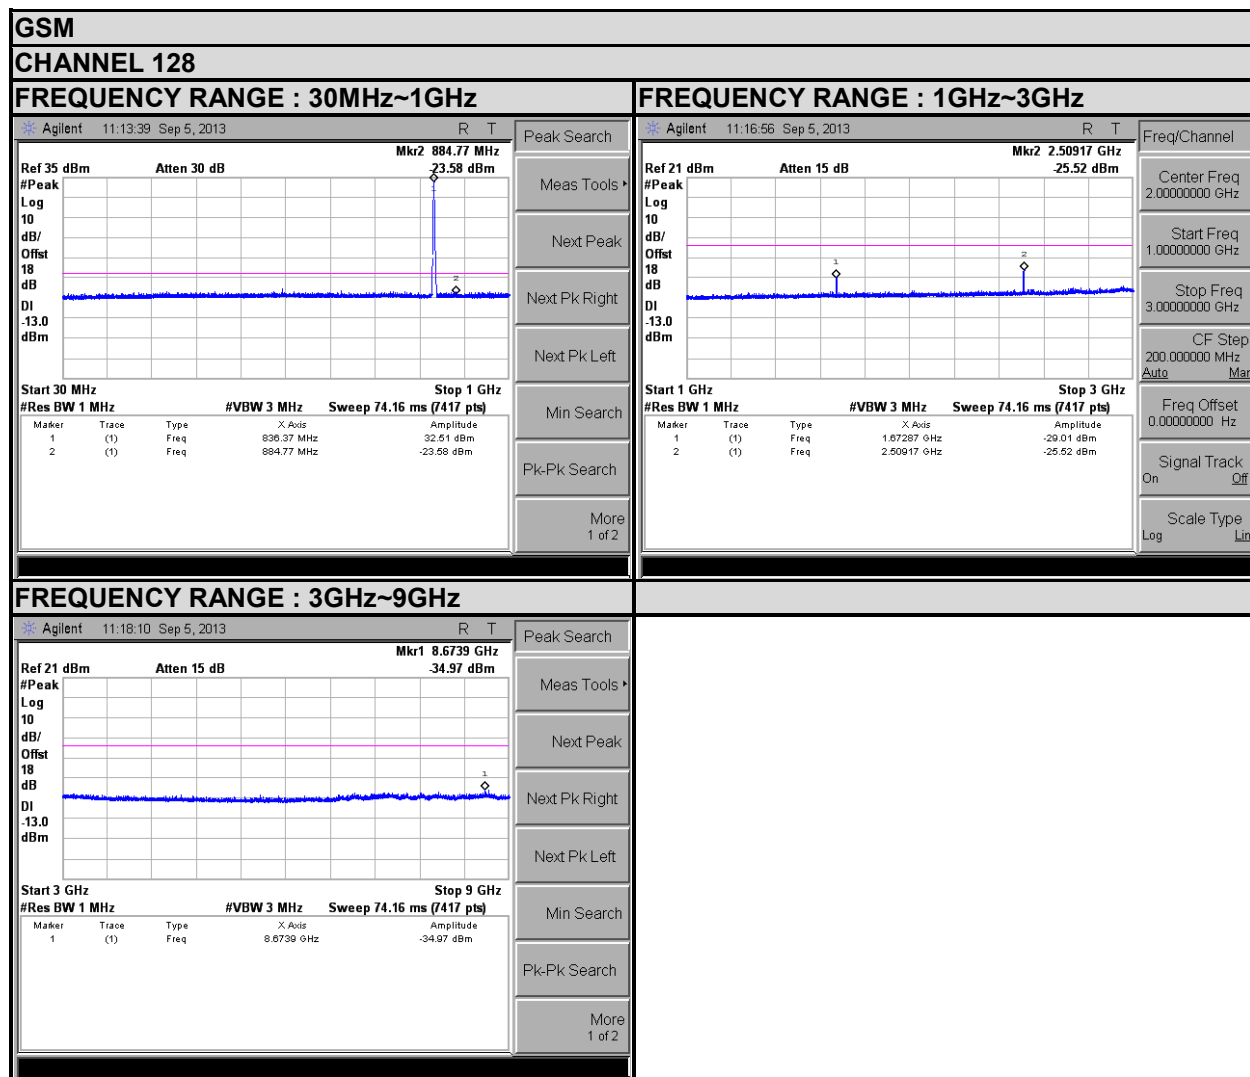 GSM
CHANNEL 128
FREQUENCY RANGE : 30MHz~1GHz
Agilent 11:13:39 Sep 5, 2013 R T
Mkr2 884.77 MHz
Ref 35 dBm Atten 30 dB -23.58 dBm
#Peak
Log
10
dB/
Offst
18
dB
DI
-13.0
dBm
1
2
Start 30 MHz Stop 1 GHz
#Res BW 1 MHz #VBW 3 MHz Sweep 74.16 ms (7417 pts)
Marker Trace Type X Axis Amplitude
1 (1) Freq 836.37 MHz 32.51 dBm
2 (1) Freq 884.77 MHz -23.58 dBm
Peak Search
Meas Tools
Next Peak
Next Pk Right
Next Pk Left
Min Search
Pk-Pk Search
More
1 of 2
FREQUENCY RANGE : 1GHz~3GHz
Agilent 11:16:56 Sep 5, 2013 R T
Mkr2 2.50917 GHz
Ref 21 dBm Atten 15 dB -25.52 dBm
#Peak
Log
10
dB/
Offst
18
dB
DI
-13.0
dBm
1
2
Start 1 GHz Stop 3 GHz
#Res BW 1 MHz #VBW 3 MHz Sweep 74.16 ms (7417 pts)
Marker Trace Type X Axis Amplitude
1 (1) Freq 1.67287 GHz -29.01 dBm
2 (1) Freq 2.50917 GHz -25.52 dBm
Freq/Channel
Center Freq
2.00000000 GHz
Start Freq
1.00000000 GHz
Stop Freq
3.00000000 GHz
CF Step
200.000000 MHz
Auto Man
Freq Offset
0.00000000 Hz
Signal Track
On Off
Scale Type
Log Lin
FREQUENCY RANGE : 3GHz~9GHz
Agilent 11:18:10 Sep 5, 2013 R T
Mkr1 8.6739 GHz
Ref 21 dBm Atten 15 dB -34.97 dBm
#Peak
Log
10
dB/
Offst
18
dB
DI
-13.0
dBm
1
Start 3 GHz Stop 9 GHz
#Res BW 1 MHz #VBW 3 MHz Sweep 74.16 ms (7417 pts)
Marker Trace Type X Axis Amplitude
1 (1) Freq 8.6739 GHz -34.97 dBm
Peak Search
Meas Tools
Next Peak
Next Pk Right
Next Pk Left
Min Search
Pk-Pk Search
More
1 of 2